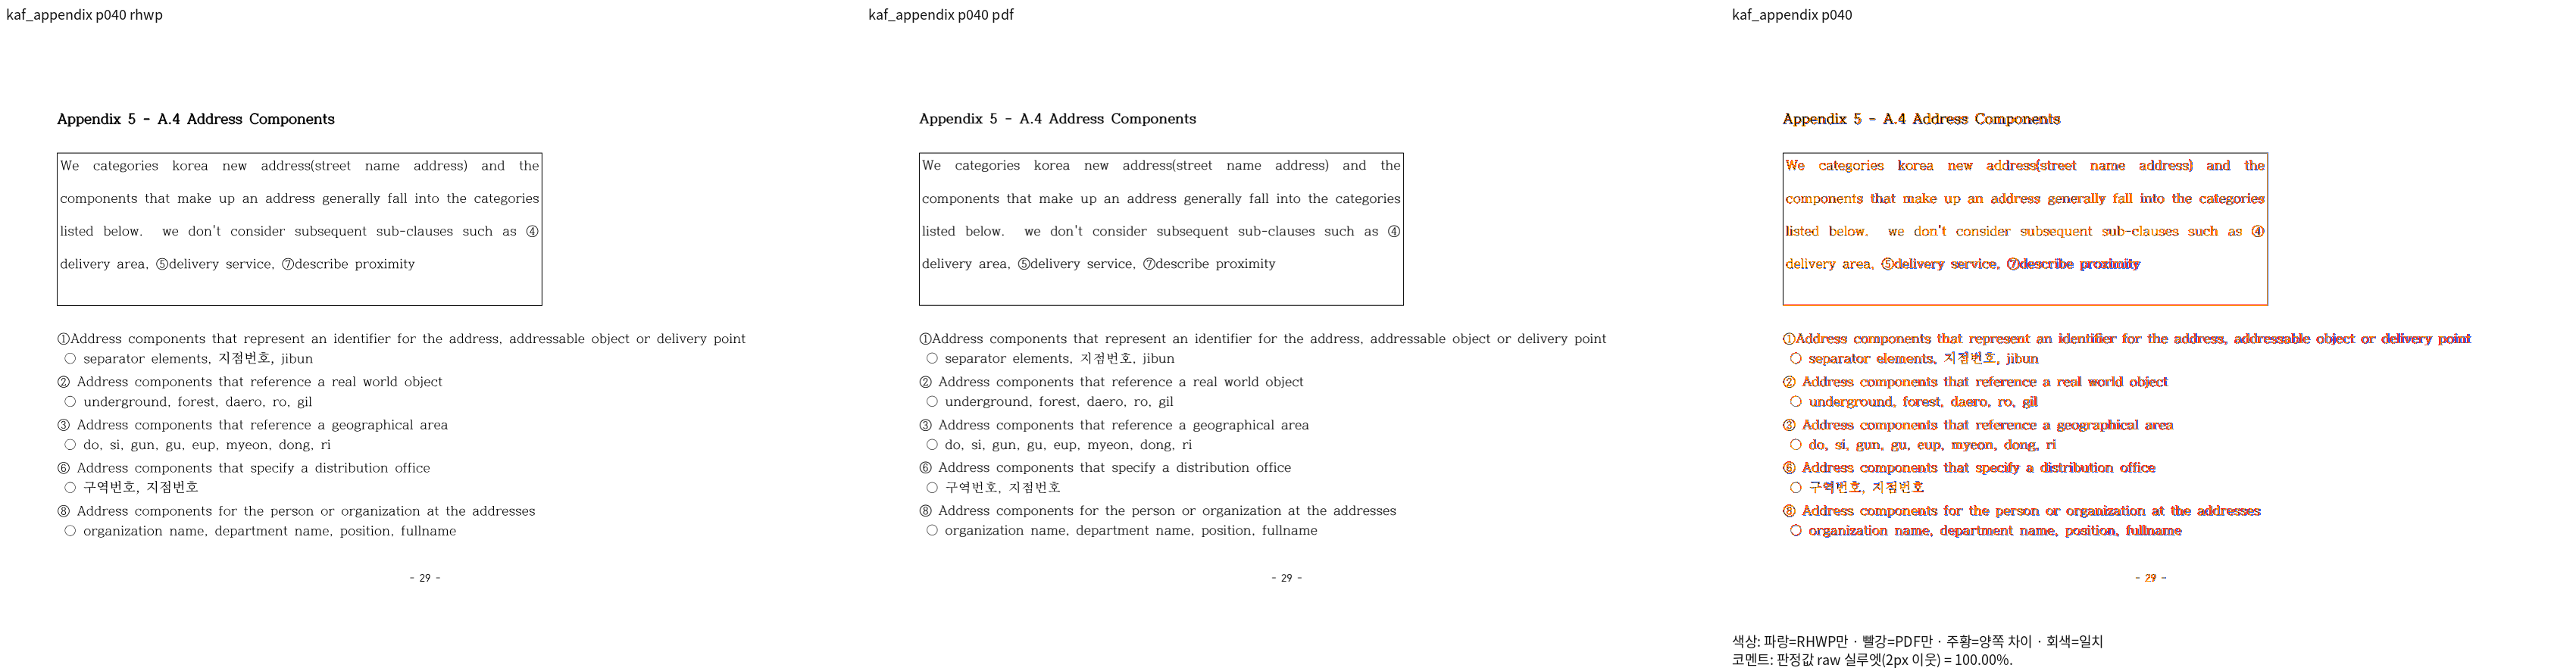 kaf_appendix p040 rhwp
Appendix 5 - A.4 Address Components
We categories korea new address(street name address) and the
components that make up an address generally fall into the categories
listed below. we don't consider subsequent sub-clauses such as ④
delivery area, ⑤delivery service, ⑦describe proximity
①Address components that represent an identifier for the address, addressable object or delivery point
○ separator elements, 지점번호, jibun
② Address components that reference a real world object
○ underground, forest, daero, ro, gil
③ Address components that reference a geographical area
○ do, si, gun, gu, eup, myeon, dong, ri
⑥ Address components that specify a distribution office
○ 구역번호, 지점번호
⑧ Address components for the person or organization at the addresses
○ organization name, department name, position, fullname
- 29 -
kaf_appendix p040 pdf
Appendix 5 - A.4 Address Components
We categories korea new address(street name address) and the
components that make up an address generally fall into the categories
listed below. we don't consider subsequent sub-clauses such as ④
delivery area, ⑤delivery service, ⑦describe proximity
①Address components that represent an identifier for the address, addressable object or delivery point
○ separator elements, 지점번호, jibun
② Address components that reference a real world object
○ underground, forest, daero, ro, gil
③ Address components that reference a geographical area
○ do, si, gun, gu, eup, myeon, dong, ri
⑥ Address components that specify a distribution office
○ 구역번호, 지점번호
⑧ Address components for the person or organization at the addresses
○ organization name, department name, position, fullname
- 29 -
kaf_appendix p040
Appendix 5 - A.4 Address Components
We categories korea new address(street name address) and the
components that make up an address generally fall into the categories
listed below. we don't consider subsequent sub-clauses such as ④
delivery area, ⑤delivery service, ⑦describe proximity
①Address components that represent an identifier for the address, addressable object or delivery point
○ separator elements, 지점번호, jibun
② Address components that reference a real world object
○ underground, forest, daero, ro, gil
③ Address components that reference a geographical area
○ do, si, gun, gu, eup, myeon, dong, ri
⑥ Address components that specify a distribution office
○ 구역번호, 지점번호
⑧ Address components for the person or organization at the addresses
○ organization name, department name, position, fullname
- 29 -
색상: 파랑=RHWP만 · 빨강=PDF만 · 주황=양쪽 차이 · 회색=일치
코멘트: 판정값 raw 실루엣(2px 이웃) = 100.00%.